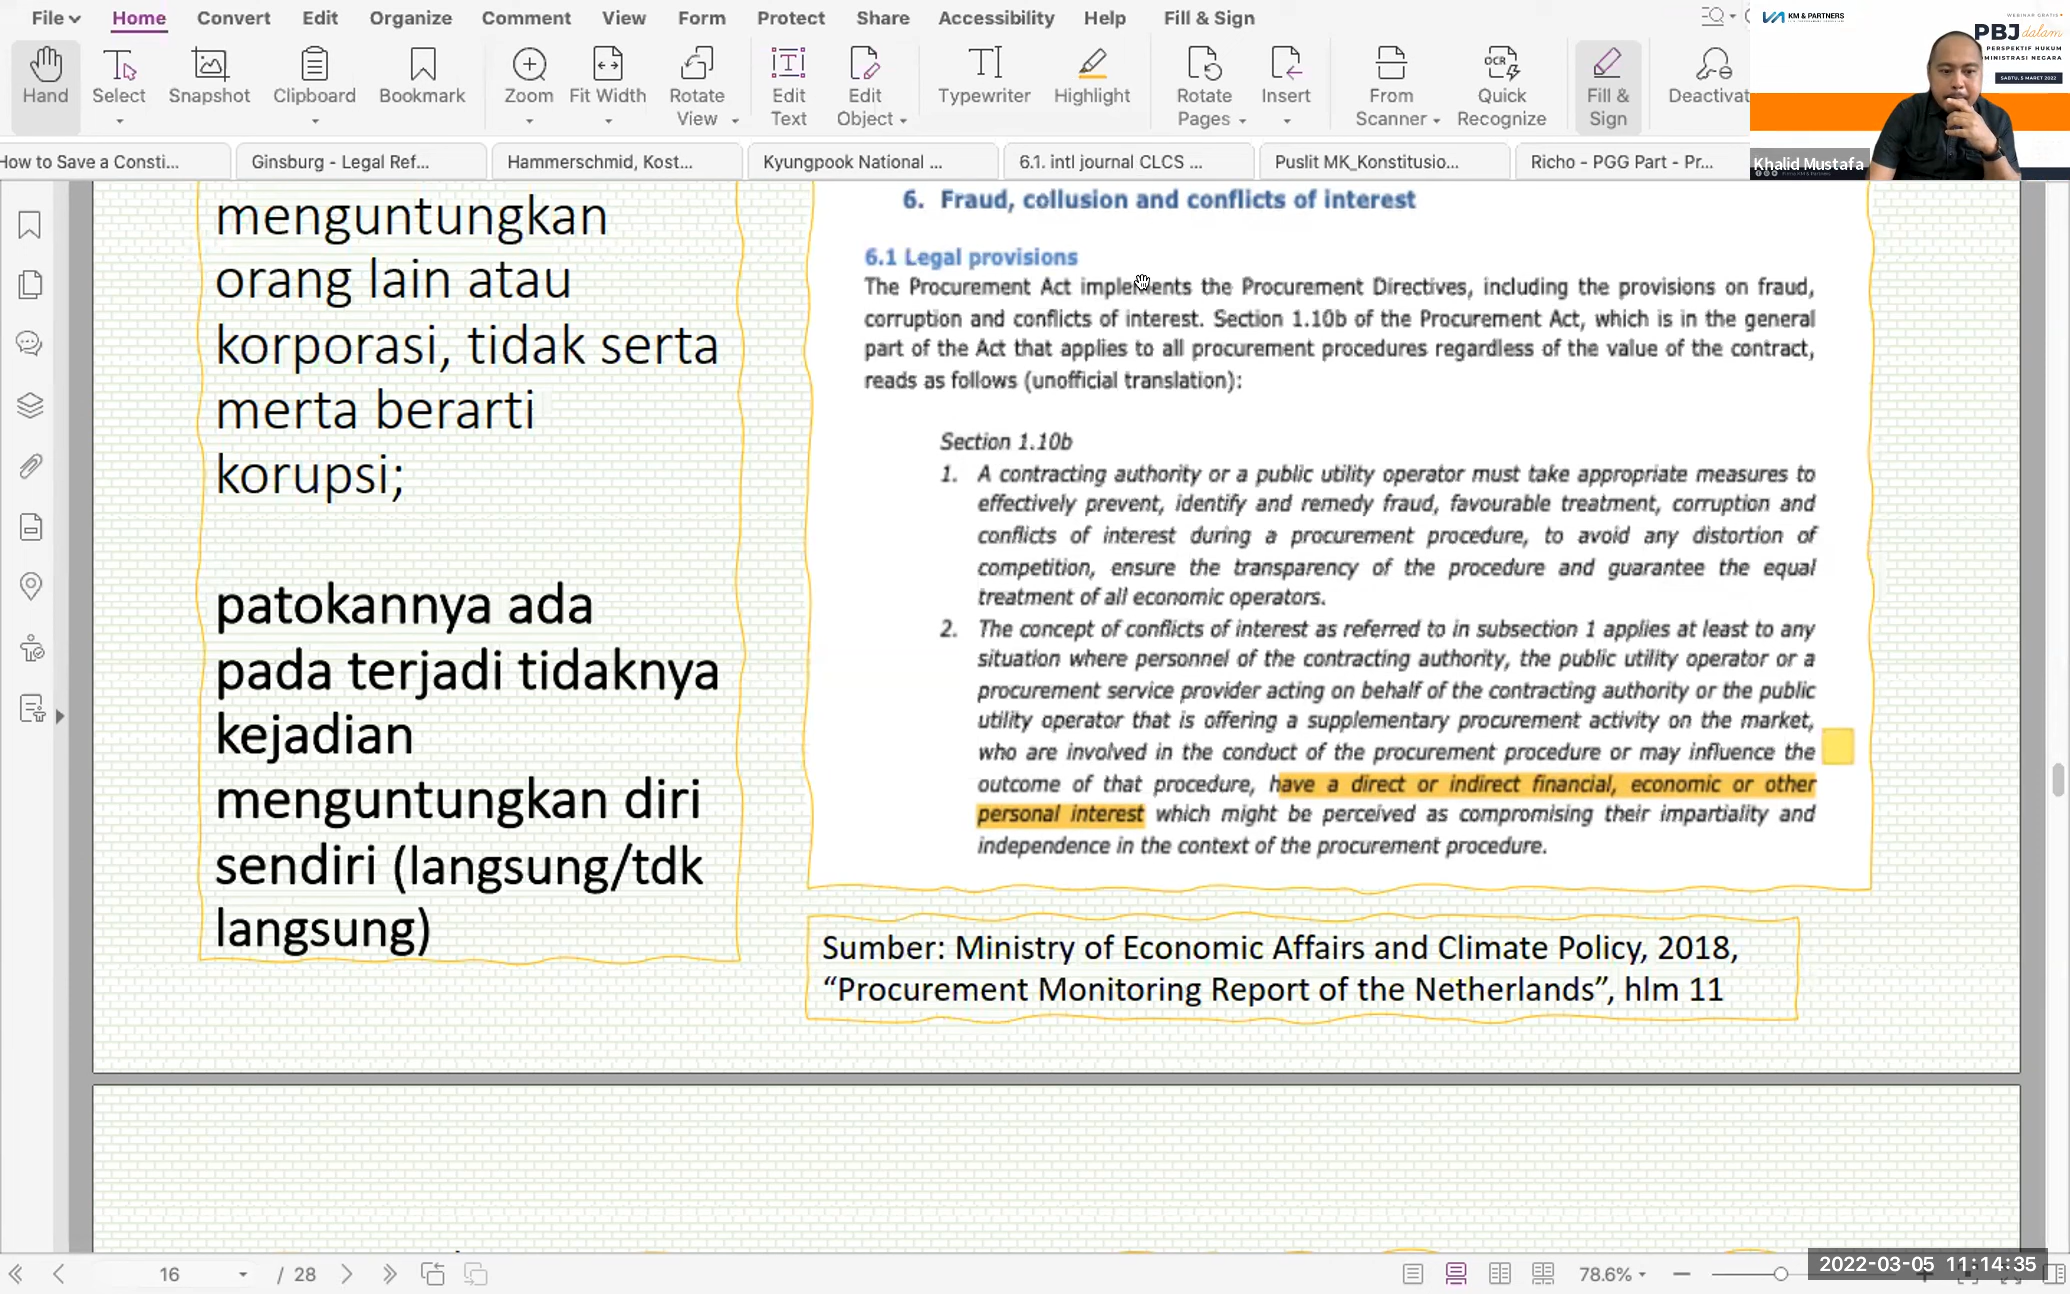 File Home Convert Edit Organize Comment View Form Protect Share Accessibility Help Fill & Sign
Hand Select Snapshot Clipboard Bookmark Zoom Fit Width Rotate View Edit Text Edit Object Typewriter Highlight Rotate Pages Insert From Scanner OCR Quick Recognize Fill & Sign Deactivat
KM & PARTNERS
WEBINAR GRATIS
PBJ dalam
PERSPEKTIF HUKUM
MINISTRASI NEGARA
SABTU, 5 MARET 2022
Khalid Mustafa
How to Save a Consti... Ginsburg - Legal Ref... Hammerschmid, Kost... Kyungpook National ... 6.1. intl journal CLCS ... Puslit MK_Konstitusio... Richo - PGG Part - Pr...
menguntungkan
orang lain atau
korporasi, tidak serta
merta berarti
korupsi;
patokannya ada
pada terjadi tidaknya
kejadian
menguntungkan diri
sendiri (langsung/tdk
langsung)
6. Fraud, collusion and conflicts of interest
6.1 Legal provisions
The Procurement Act implements the Procurement Directives, including the provisions on fraud,
corruption and conflicts of interest. Section 1.10b of the Procurement Act, which is in the general
part of the Act that applies to all procurement procedures regardless of the value of the contract,
reads as follows (unofficial translation):
Section 1.10b
1. A contracting authority or a public utility operator must take appropriate measures to
effectively prevent, identify and remedy fraud, favourable treatment, corruption and
conflicts of interest during a procurement procedure, to avoid any distortion of
competition, ensure the transparency of the procedure and guarantee the equal
treatment of all economic operators.
2. The concept of conflicts of interest as referred to in subsection 1 applies at least to any
situation where personnel of the contracting authority, the public utility operator or a
procurement service provider acting on behalf of the contracting authority or the public
utility operator that is offering a supplementary procurement activity on the market,
who are involved in the conduct of the procurement procedure or may influence the
outcome of that procedure, have a direct or indirect financial, economic or other
personal interest which might be perceived as compromising their impartiality and
independence in the context of the procurement procedure.
Sumber: Ministry of Economic Affairs and Climate Policy, 2018,
“Procurement Monitoring Report of the Netherlands”, hlm 11
16 / 28 78.6%
2022-03-05 11:14:35